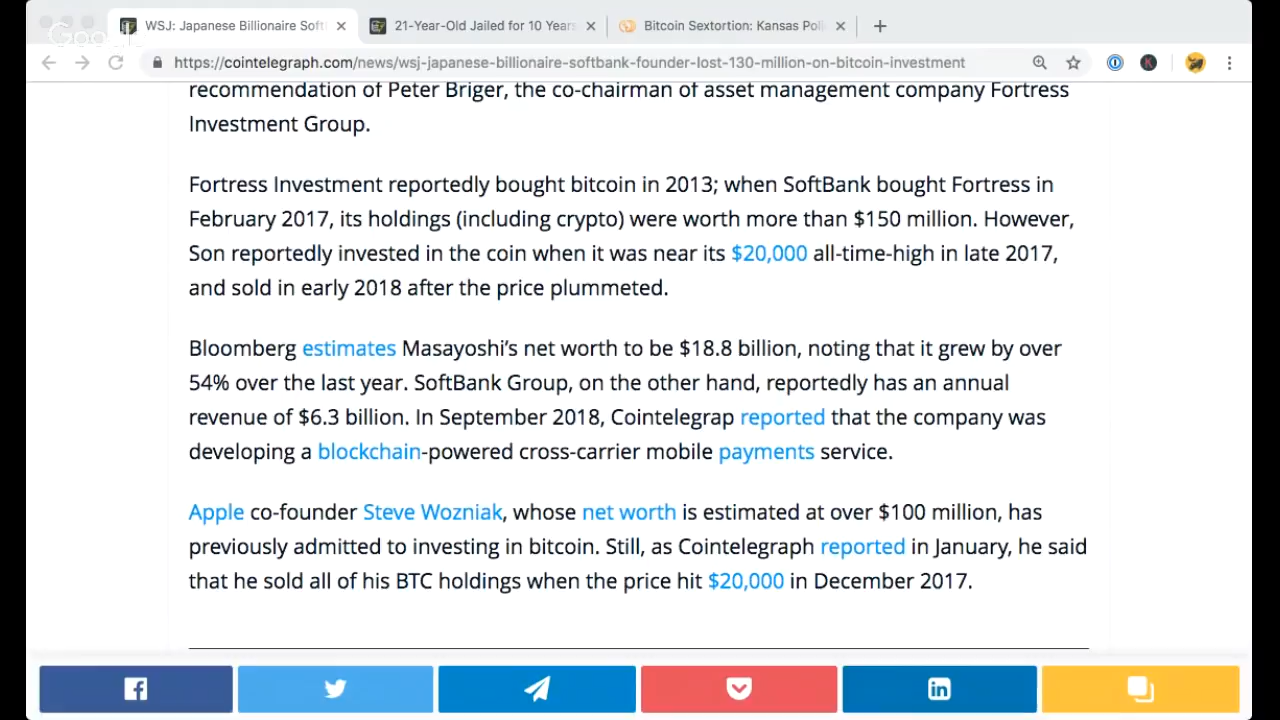 WSJ: Japanese Billionaire Soft
21-Year-Old Jailed for 10 Years
Bitcoin Sextortion: Kansas Poli
Google
https://cointelegraph.com/news/wsj-japanese-billionaire-softbank-founder-lost-130-million-on-bitcoin-investment
recommendation of Peter Briger, the co-chairman of asset management company Fortress
Investment Group.
Fortress Investment reportedly bought bitcoin in 2013; when SoftBank bought Fortress in
February 2017, its holdings (including crypto) were worth more than $150 million. However,
Son reportedly invested in the coin when it was near its $20,000 all-time-high in late 2017,
and sold in early 2018 after the price plummeted.
Bloomberg estimates Masayoshi’s net worth to be $18.8 billion, noting that it grew by over
54% over the last year. SoftBank Group, on the other hand, reportedly has an annual
revenue of $6.3 billion. In September 2018, Cointelegrap reported that the company was
developing a blockchain-powered cross-carrier mobile payments service.
Apple co-founder Steve Wozniak, whose net worth is estimated at over $100 million, has
previously admitted to investing in bitcoin. Still, as Cointelegraph reported in January, he said
that he sold all of his BTC holdings when the price hit $20,000 in December 2017.